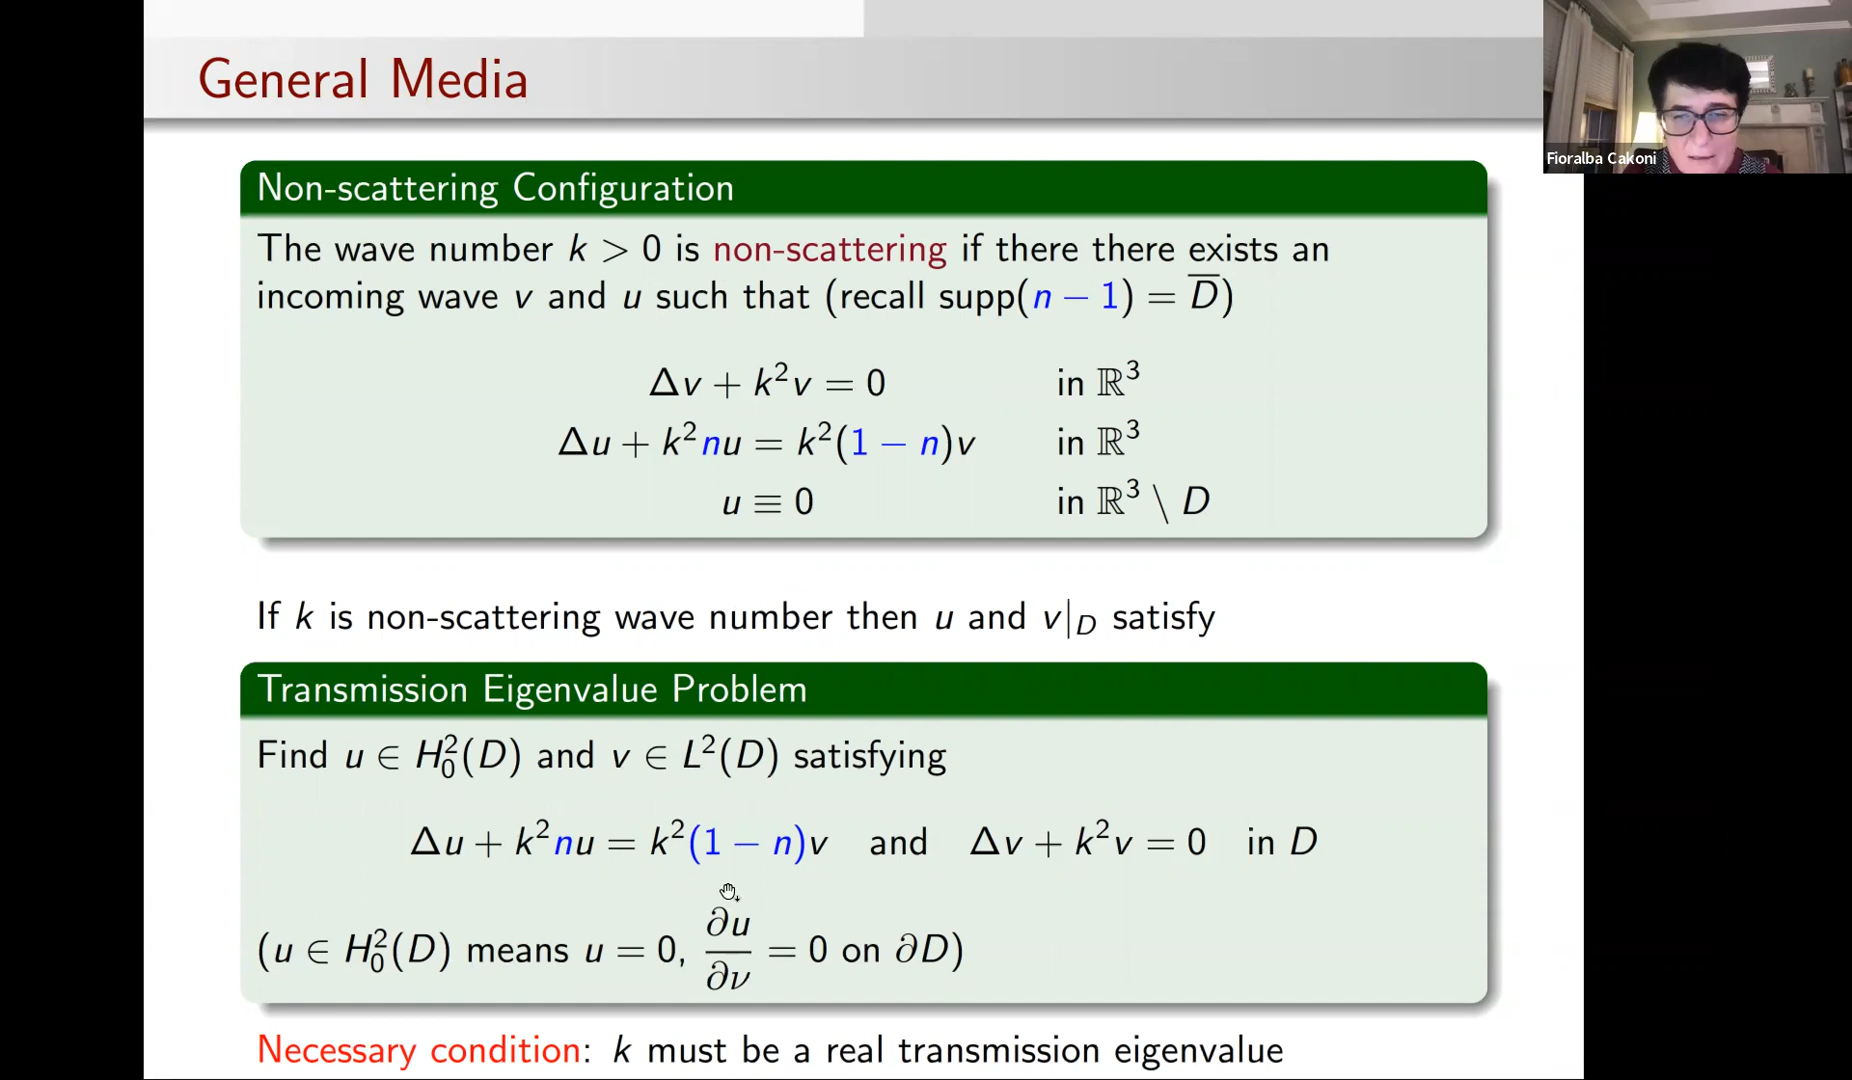 General Media
Fioralba Cakoni
Non-scattering Configuration
The wave number k > 0 is non-scattering if there there exists an
incoming wave v and u such that (recall supp(n − 1) = D̅)
Δv + k²v = 0 in ℝ³
Δu + k²nu = k²(1 − n)v in ℝ³
u ≡ 0 in ℝ³ \ D
If k is non-scattering wave number then u and v|_D satisfy
Transmission Eigenvalue Problem
Find u ∈ H₀²(D) and v ∈ L²(D) satisfying
Δu + k²nu = k²(1 − n)v and Δv + k²v = 0 in D
(u ∈ H₀²(D) means u = 0, ∂u/∂ν = 0 on ∂D)
Necessary condition: k must be a real transmission eigenvalue